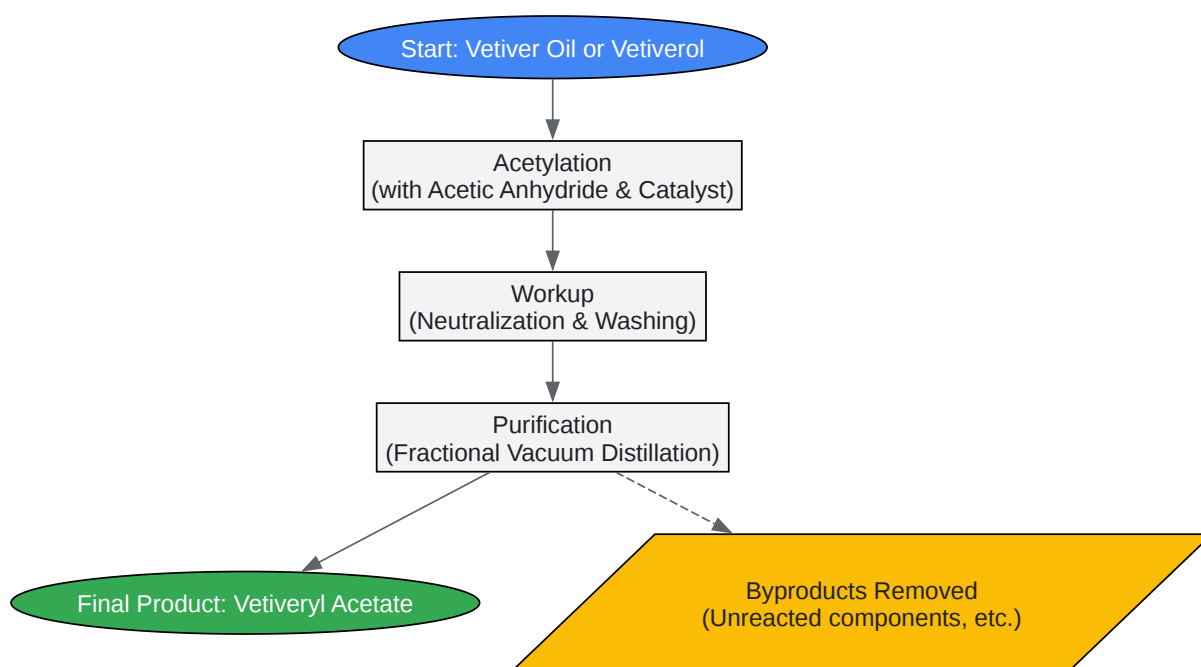 Start: Vetiver Oil or Vetiverol
Acetylation
(with Acetic Anhydride & Catalyst)
Workup
(Neutralization & Washing)
Purification
(Fractional Vacuum Distillation)
Final Product: Vetiveryl Acetate
Byproducts Removed
(Unreacted components, etc.)